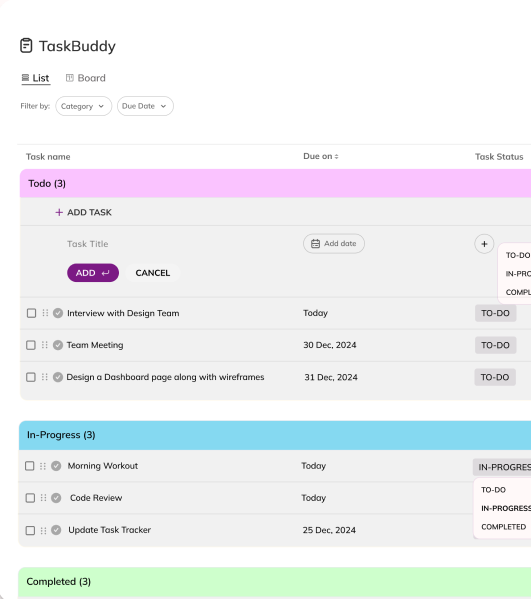 TaskBuddy
List Board
Filter by: Category Due Date
Task name Due on Task Status
Todo (3)
+ ADD TASK
Task Title Add date +
TO-DO
IN-PRO
ADD CANCEL
COMPL
Interview with Design Team Today TO-DO
Team Meeting 30 Dec, 2024 TO-DO
Design a Dashboard page along with wireframes 31 Dec, 2024 TO-DO
In-Progress (3)
Morning Workout Today IN-PROGRES
TO-DO
Code Review Today
IN-PROGRESS
COMPLETED
Update Task Tracker 25 Dec, 2024
Completed (3)